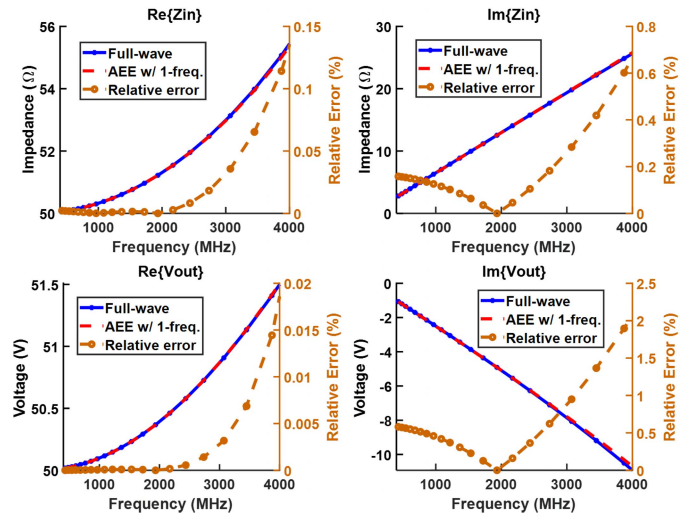 Re{Zin}
56
54
52
51
50
Impedance (Ω)
0.15
0.1
0.05
0
Relative Error (%)
Full-wave
AEE w/ 1-freq.
Relative error
1000 2000 3000 4000
Frequency (MHz)
Im{Zin}
30
20
10
0
Impedance (Ω)
0.8
0.6
0.4
0.2
0
Relative Error (%)
Full-wave
AEE w/ 1-freq.
Relative error
1000 2000 3000 4000
Frequency (MHz)
Re{Vout}
51.5
51
50.5
50
Voltage (V)
0.02
0.015
0.01
0.005
0
Relative Error (%)
Full-wave
AEE w/ 1-freq.
Relative error
1000 2000 3000 4000
Frequency (MHz)
Im{Vout}
0
-2
-4
-6
-8
-10
Voltage (V)
2.5
2
1.5
1
0.5
0
Relative Error (%)
Full-wave
AEE w/ 1-freq.
Relative error
1000 2000 3000 4000
Frequency (MHz)